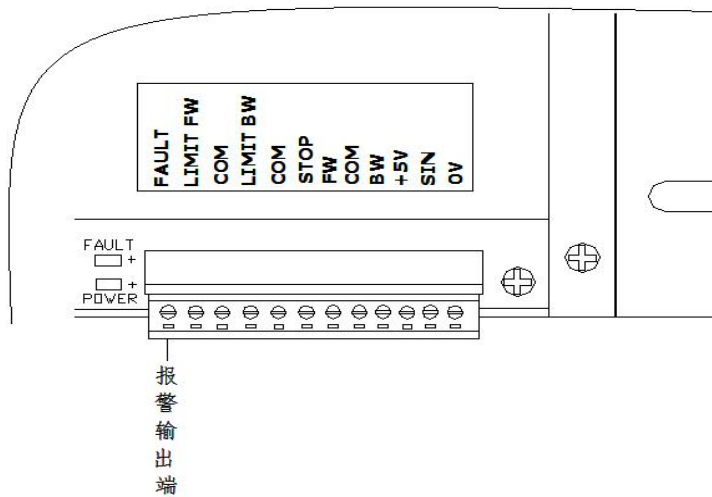 FAULT
LIMIT FW
COM
LIMIT BW
COM
STOP
FW
COM
BW
+5V
SIN
0V
FAULT
+
+
POWER
报警输出端